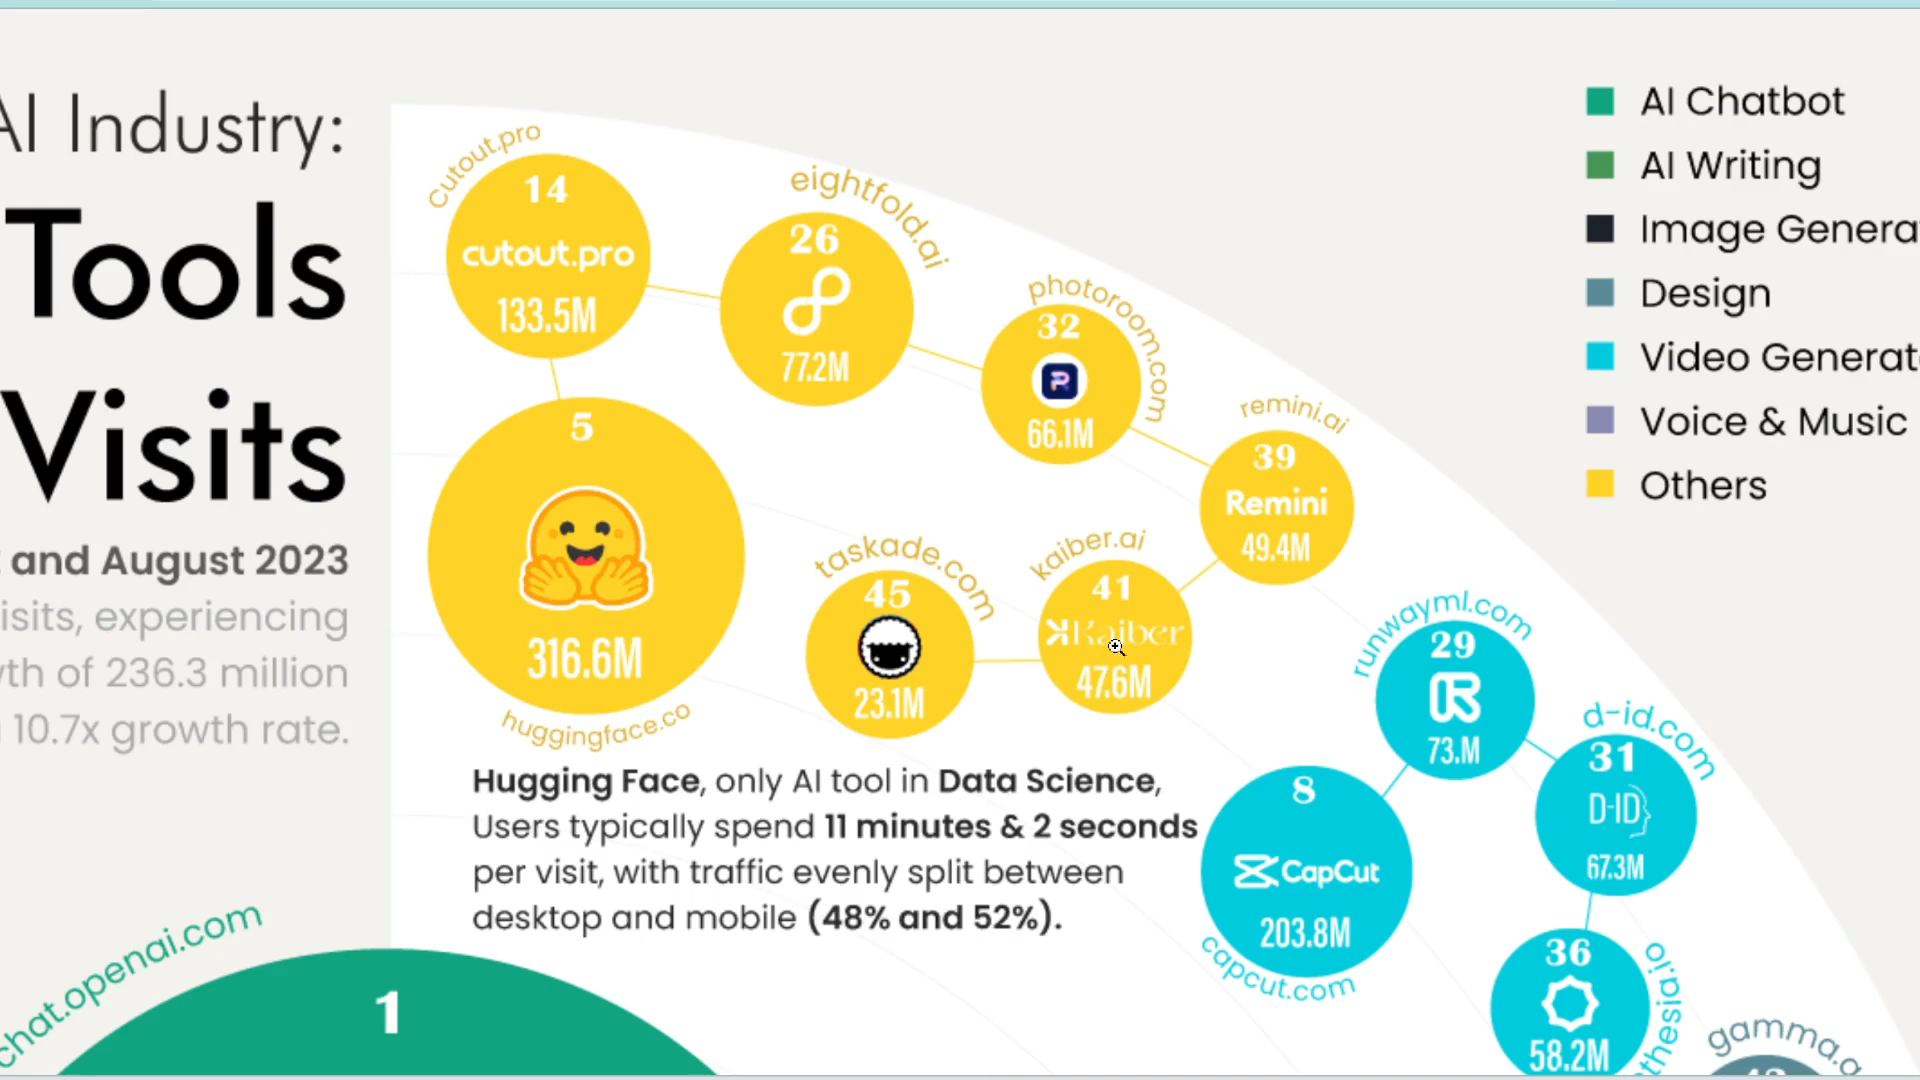 AI Industry:
Tools
Visits
and August 2023
isits, experiencing
th of 236.3 million
10.7x growth rate.
cutout.pro
14
cutout.pro
133.5M
eightfold.ai
26
77.2M
photoroom.com
32
66.1M
remini.ai
39
Remini
49.4M
kaiber.ai
41
Kaiber
47.6M
taskade.com
45
23.1M
5
316.6M
huggingface.co
Hugging Face, only AI tool in Data Science,
Users typically spend 11 minutes & 2 seconds
per visit, with traffic evenly split between
desktop and mobile (48% and 52%).
runwayml.com
29
73.M
d-id.com
31
D-ID
67.3M
8
CapCut
203.8M
capcut.com
36
58.2M
thesia.io
gamma.a
chat.openai.com
1
AI Chatbot
AI Writing
Image Genera
Design
Video Generat
Voice & Music
Others